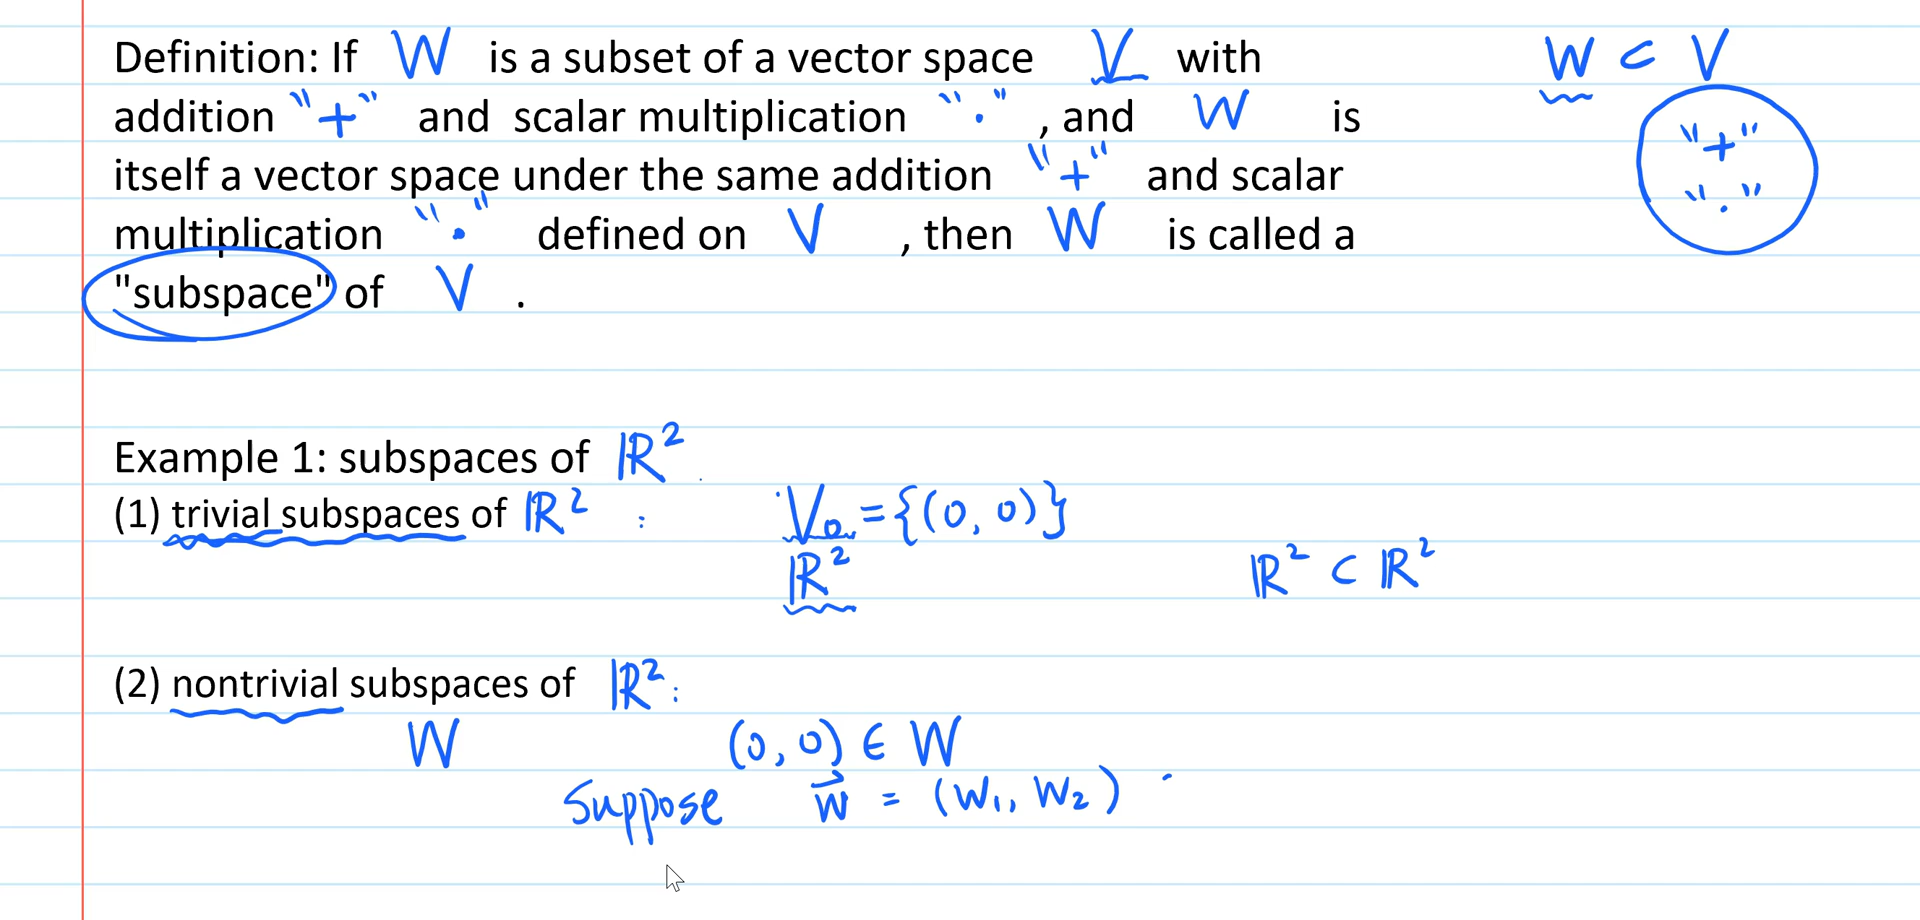 Definition: If W is a subset of a vector space V with
addition "+" and scalar multiplication "·", and W is
itself a vector space under the same addition "+" and scalar
multiplication "·" defined on V, then W is called a
"subspace" of V.
W ⊂ V
"+"
"·"
Example 1: subspaces of ℝ².
(1) trivial subspaces of ℝ² : V₀ = {(0, 0)}
ℝ²
ℝ² ⊂ ℝ²
(2) nontrivial subspaces of ℝ² :
W (0, 0) ∈ W
Suppose w⃗ = (w₁, w₂)